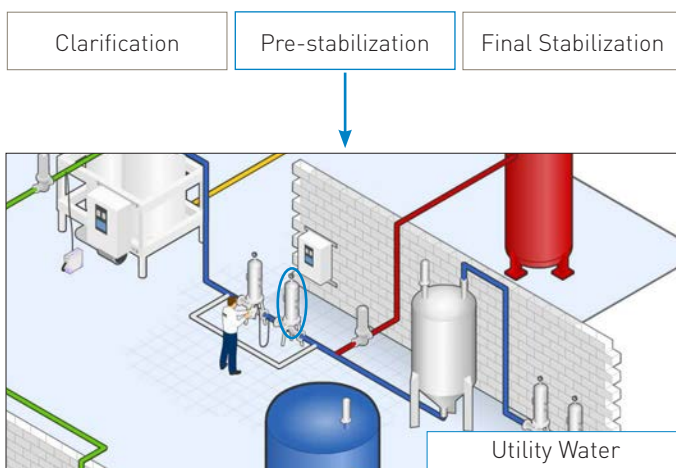 Clarification
Pre-stabilization
Final Stabilization
Utility Water